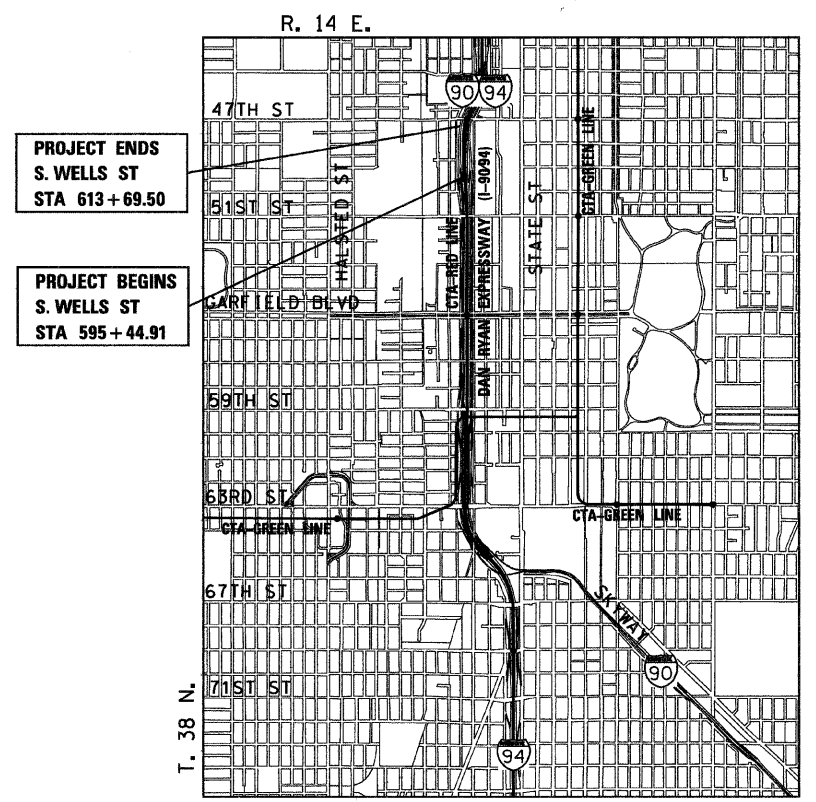 R. 14 E.
90 94
47TH ST
PROJECT ENDS
S. WELLS ST
STA 613+69.50
CTA-GREEN LINE
HALSTED ST
51ST ST
STATE ST
CTA-RED LINE
DAN RYAN EXPRESSWAY (I-90/94)
PROJECT BEGINS
S. WELLS ST
STA 595+44.91
GARFIELD BLVD
59TH ST
63RD ST
CTA-GREEN LINE
CTA-GREEN LINE
67TH ST
SKYWAY
90
71ST ST
T. 38 N.
94